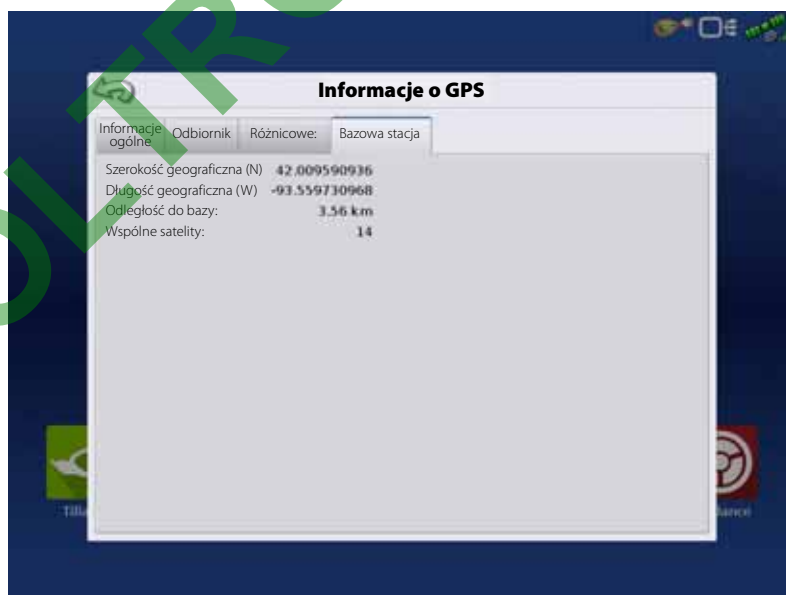 Informacje o GPS
Informacje ogólne
Odbiornik
Różnicowe:
Bazowa stacja
Szerokość geograficzna (N) 42.009590936
Długość geograficzna (W) -93.559730968
Odległość do bazy: 3.56 km
Wspólne satelity: 14